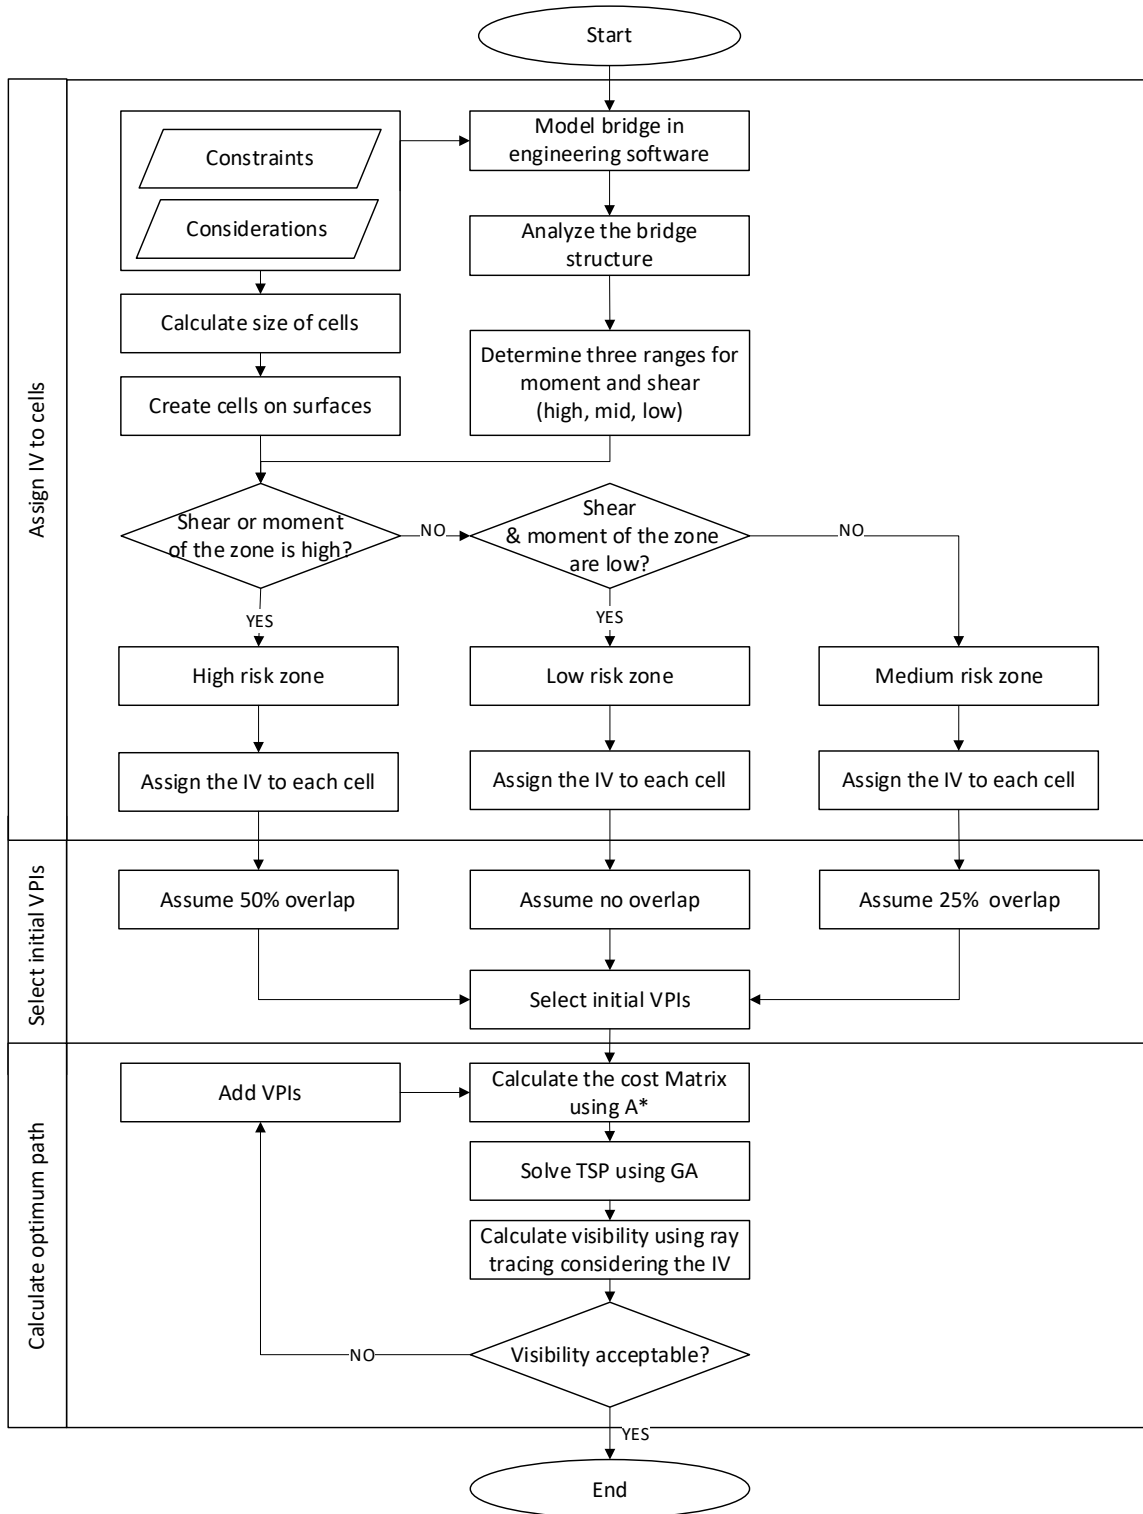 Start
Assign IV to cells
Constraints
Considerations
Model bridge in
engineering software
Analyze the bridge
structure
Calculate size of cells
Create cells on surfaces
Determine three ranges for
moment and shear
(high, mid, low)
Shear or moment
of the zone is high?
NO
Shear
& moment of the zone
are low?
NO
YES
YES
High risk zone
Low risk zone
Medium risk zone
Assign the IV to each cell
Assign the IV to each cell
Assign the IV to each cell
Select initial VPIs
Assume 50% overlap
Assume no overlap
Assume 25% overlap
Select initial VPIs
Calculate optimum path
Add VPIs
Calculate the cost Matrix
using A*
Solve TSP using GA
Calculate visibility using ray
tracing considering the IV
Visibility acceptable?
NO
YES
End